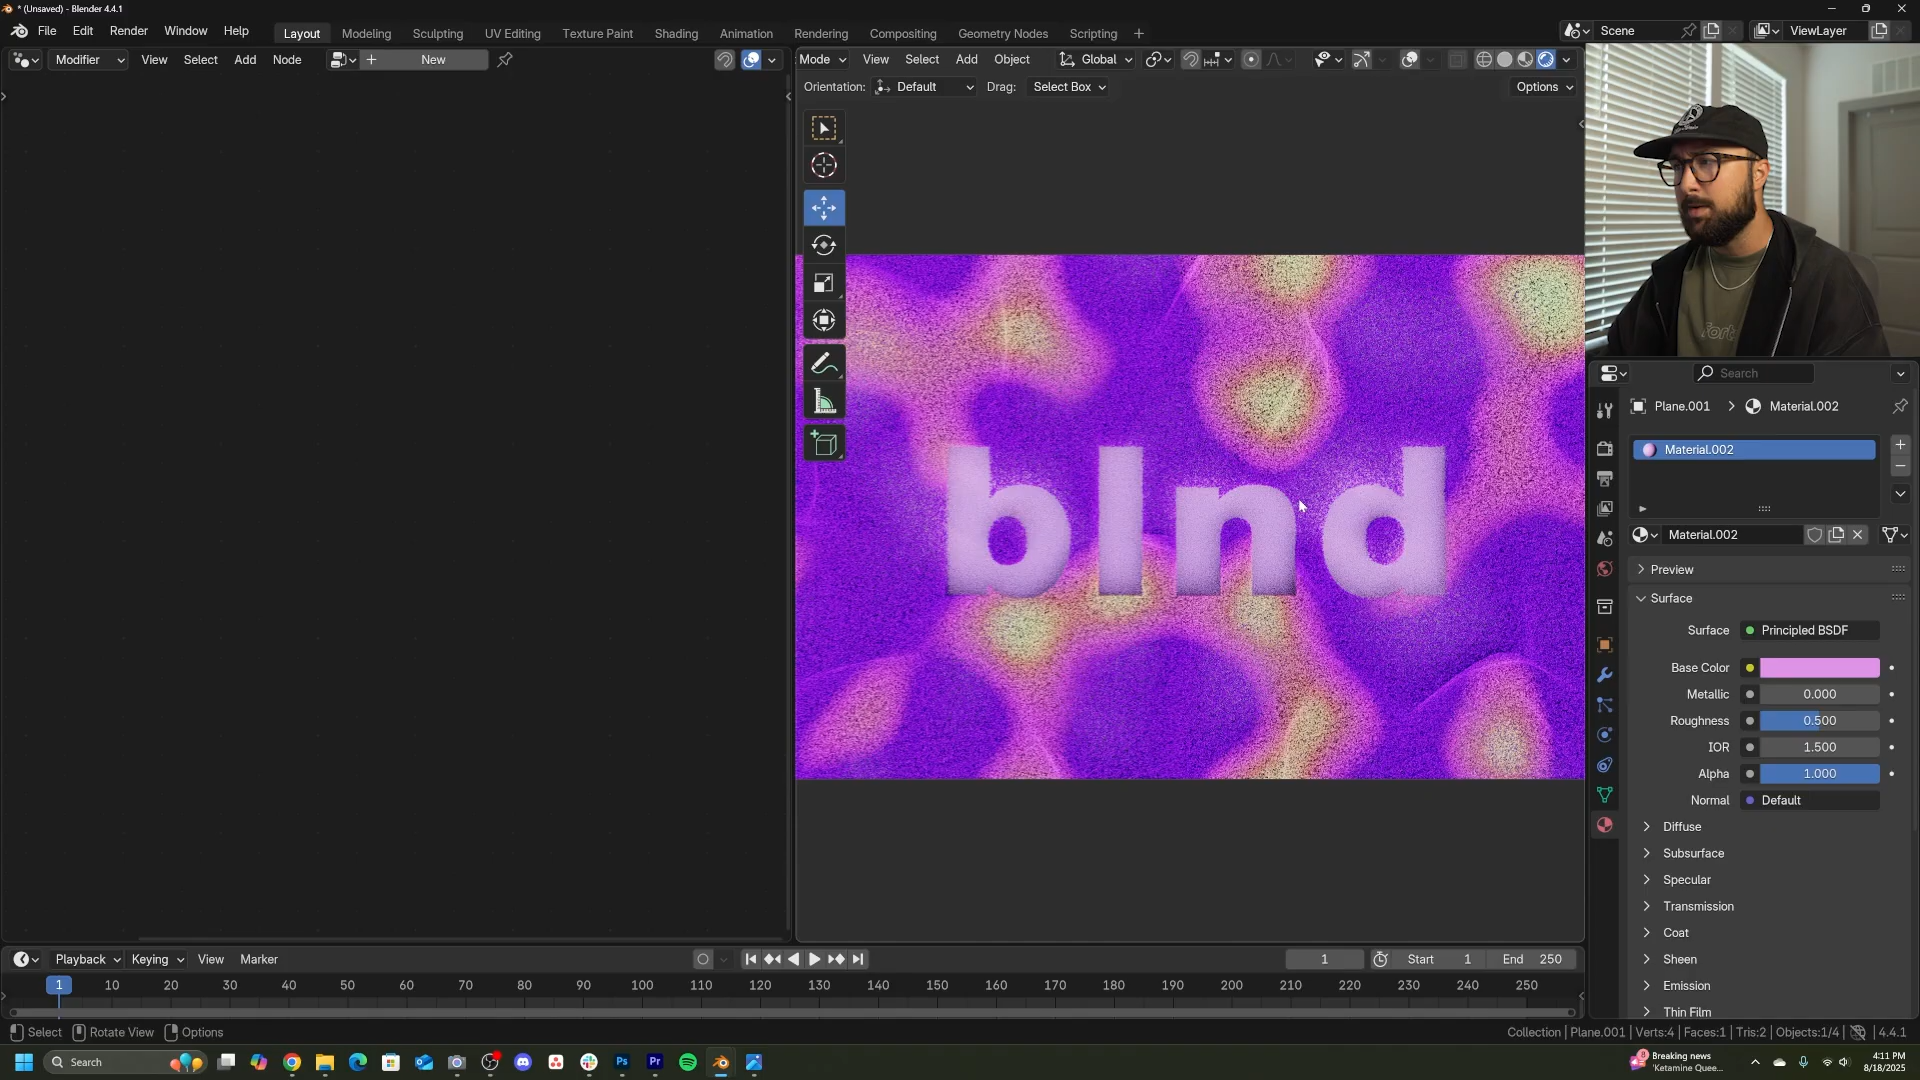 * (Unsaved) - Blender 4.4.1
File Edit Render Window Help Layout Modeling Sculpting UV Editing Texture Paint Shading Animation Rendering Compositing Geometry Nodes Scripting + Scene ViewLayer
Modifier View Select Add Node New Mode View Select Add Object Global
Orientation: Default Drag: Select Box Options
fort
Search
Plane.001 Material.002
Material.002
Material.002
Preview
Surface
Surface Principled BSDF
Base Color
Metallic 0.000
Roughness 0.500
IOR 1.500
Alpha 1.000
Normal Default
Diffuse
Subsurface
Specular
Transmission
Coat
Sheen
Emission
Thin Film
blnd
Playback Keying View Marker 1 Start 1 End 250
1 10 20 30 40 50 60 70 80 90 100 110 120 130 140 150 160 170 180 190 200 210 220 230 240 250
Select Rotate View Options Collection | Plane.001 | Verts:4 | Faces:1 | Tris:2 | Objects:1/4 | 4.4.1
Search Ps Pr
Breaking news
'Ketamine Quee...
4:11 PM
8/18/2025